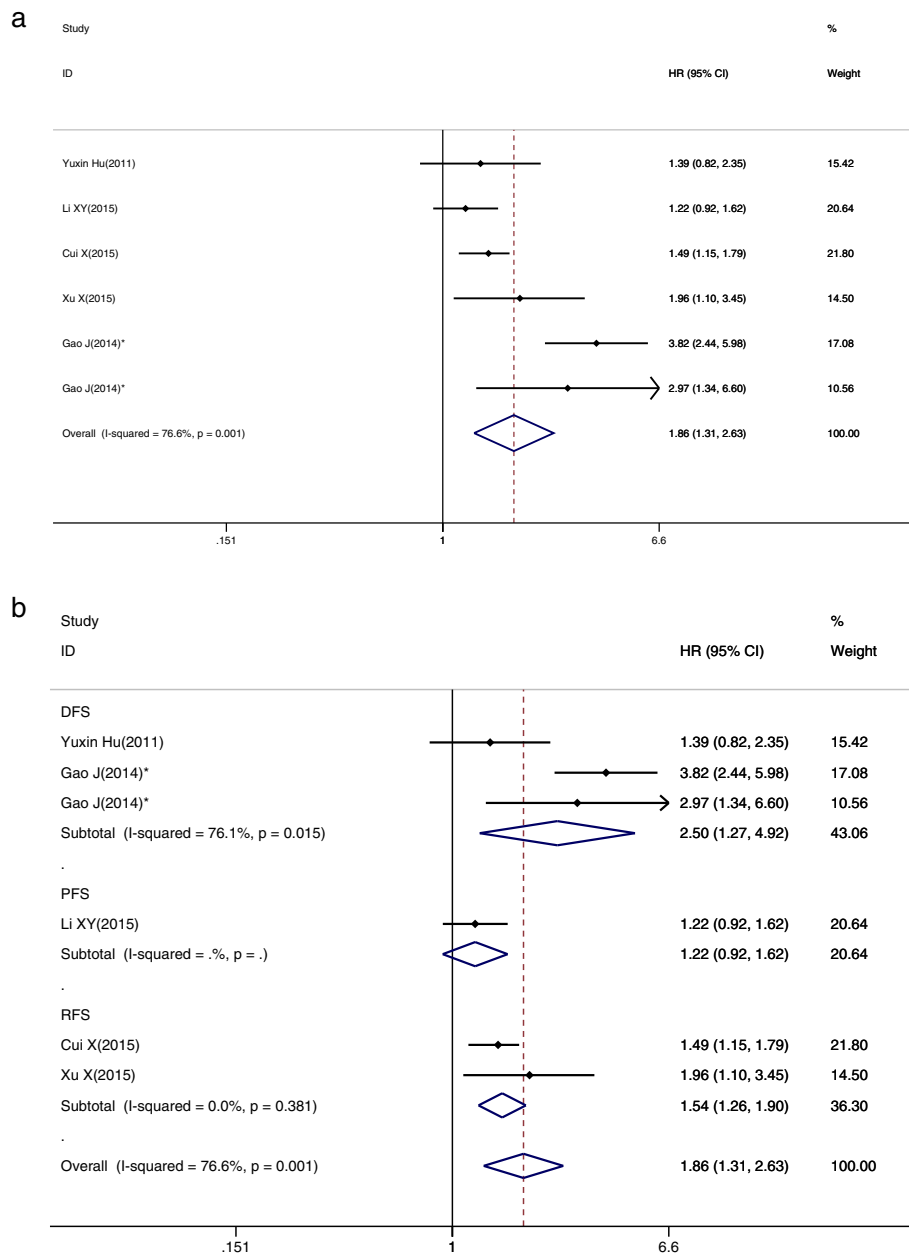 a
Study %
ID HR (95% CI) Weight
Yuxin Hu(2011) 1.39 (0.82, 2.35) 15.42
Li XY(2015) 1.22 (0.92, 1.62) 20.64
Cui X(2015) 1.49 (1.15, 1.79) 21.80
Xu X(2015) 1.96 (1.10, 3.45) 14.50
Gao J(2014)* 3.82 (2.44, 5.98) 17.08
Gao J(2014)* 2.97 (1.34, 6.60) 10.56
Overall (I-squared = 76.6%, p = 0.001) 1.86 (1.31, 2.63) 100.00
.151 1 6.6
b
Study %
ID HR (95% CI) Weight
DFS
Yuxin Hu(2011) 1.39 (0.82, 2.35) 15.42
Gao J(2014)* 3.82 (2.44, 5.98) 17.08
Gao J(2014)* 2.97 (1.34, 6.60) 10.56
Subtotal (I-squared = 76.1%, p = 0.015) 2.50 (1.27, 4.92) 43.06
.
PFS
Li XY(2015) 1.22 (0.92, 1.62) 20.64
Subtotal (I-squared = .%, p = .) 1.22 (0.92, 1.62) 20.64
.
RFS
Cui X(2015) 1.49 (1.15, 1.79) 21.80
Xu X(2015) 1.96 (1.10, 3.45) 14.50
Subtotal (I-squared = 0.0%, p = 0.381) 1.54 (1.26, 1.90) 36.30
.
Overall (I-squared = 76.6%, p = 0.001) 1.86 (1.31, 2.63) 100.00
.151 1 6.6